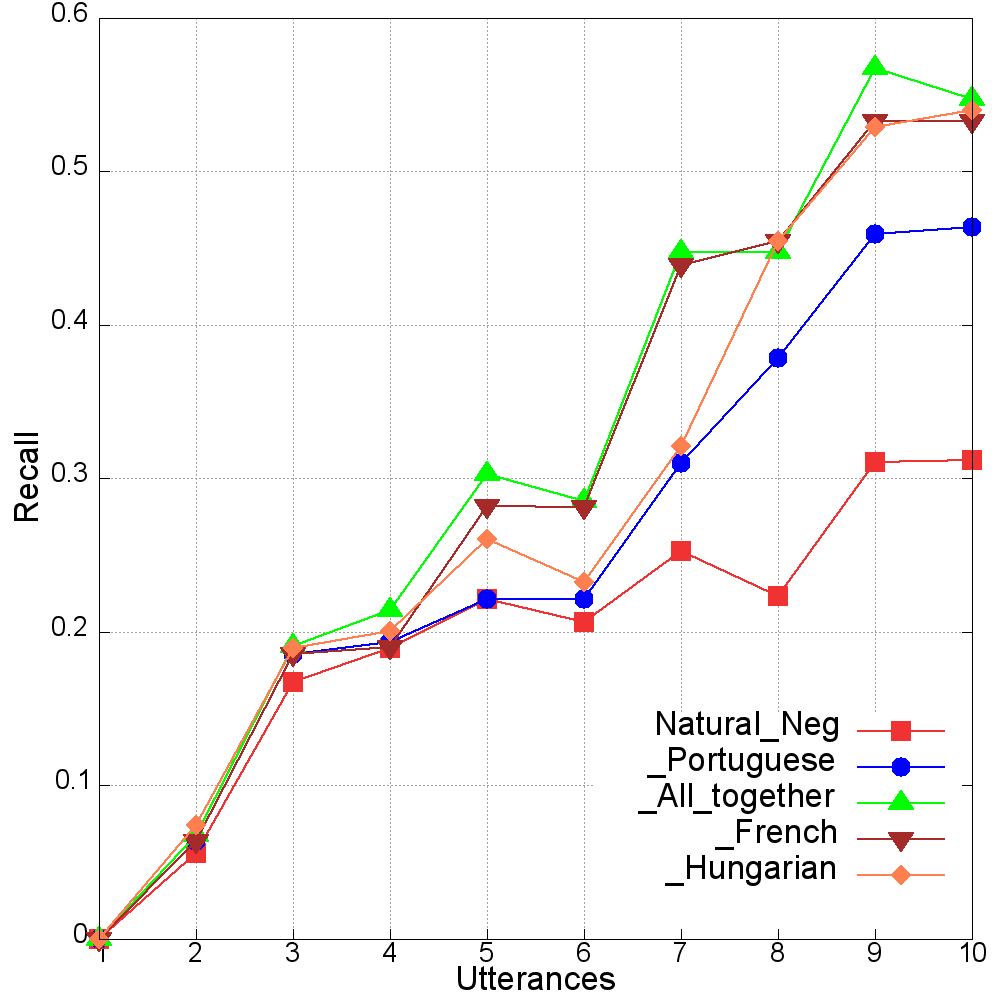 0.6
0.5
0.4
0.3
0.2
0.1
0
Recall
Natural_Neg
_Portuguese
_All_together
_French
_Hungarian
1 2 3 4 5 6 7 8 9 10
Utterances